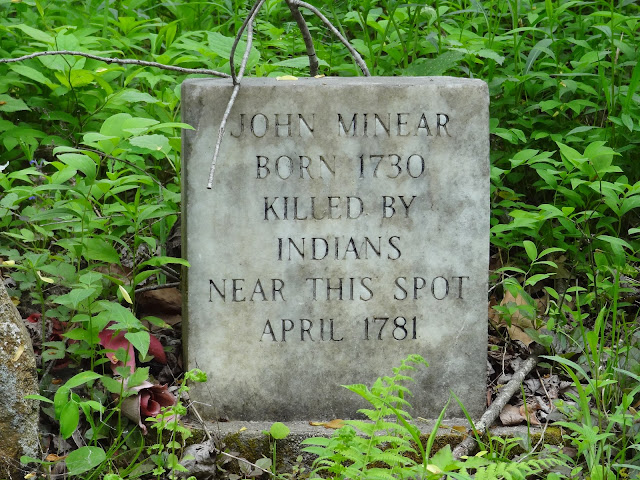 JOHN MINEAR
BORN 1730
KILLED BY
INDIANS
NEAR THIS SPOT
APRIL 1781